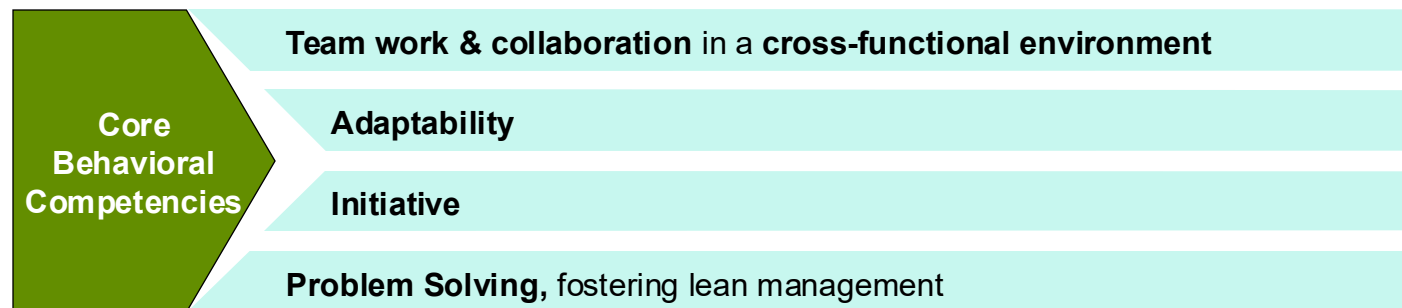 Core
Behavioral
Competencies
Team work & collaboration in a cross-functional environment
Adaptability
Initiative
Problem Solving, fostering lean management